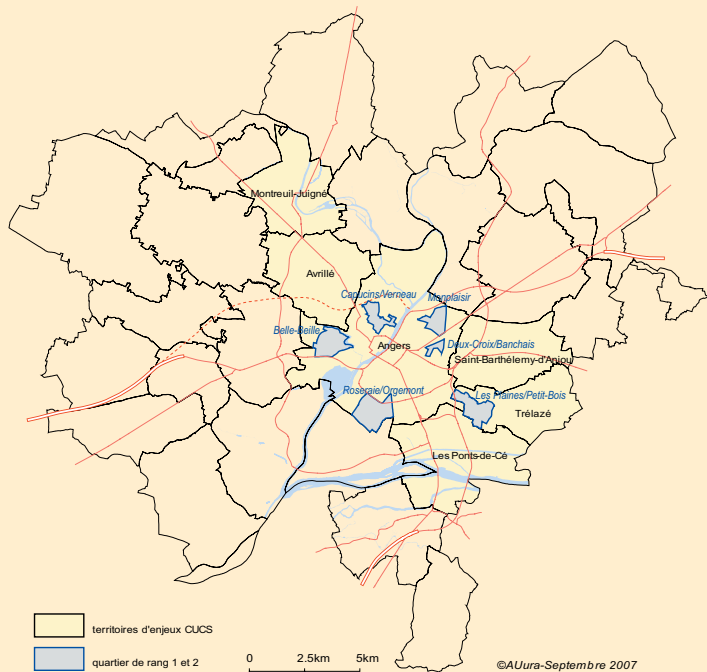 Montreuil-Juigné
Avrillé
Capucins/Verneau
Monplaisir
Belle-Beille
Angers
Deux-Croix/Banchais
Saint-Barthélemy-d'Anjou
Roseraie/Orgemont
Les Plaines/Petit-Bois
Trélazé
Les Ponts-de-Cé
territoires d'enjeux CUCS
quartier de rang 1 et 2
0 2.5km 5km
©AUura-Septembre 2007